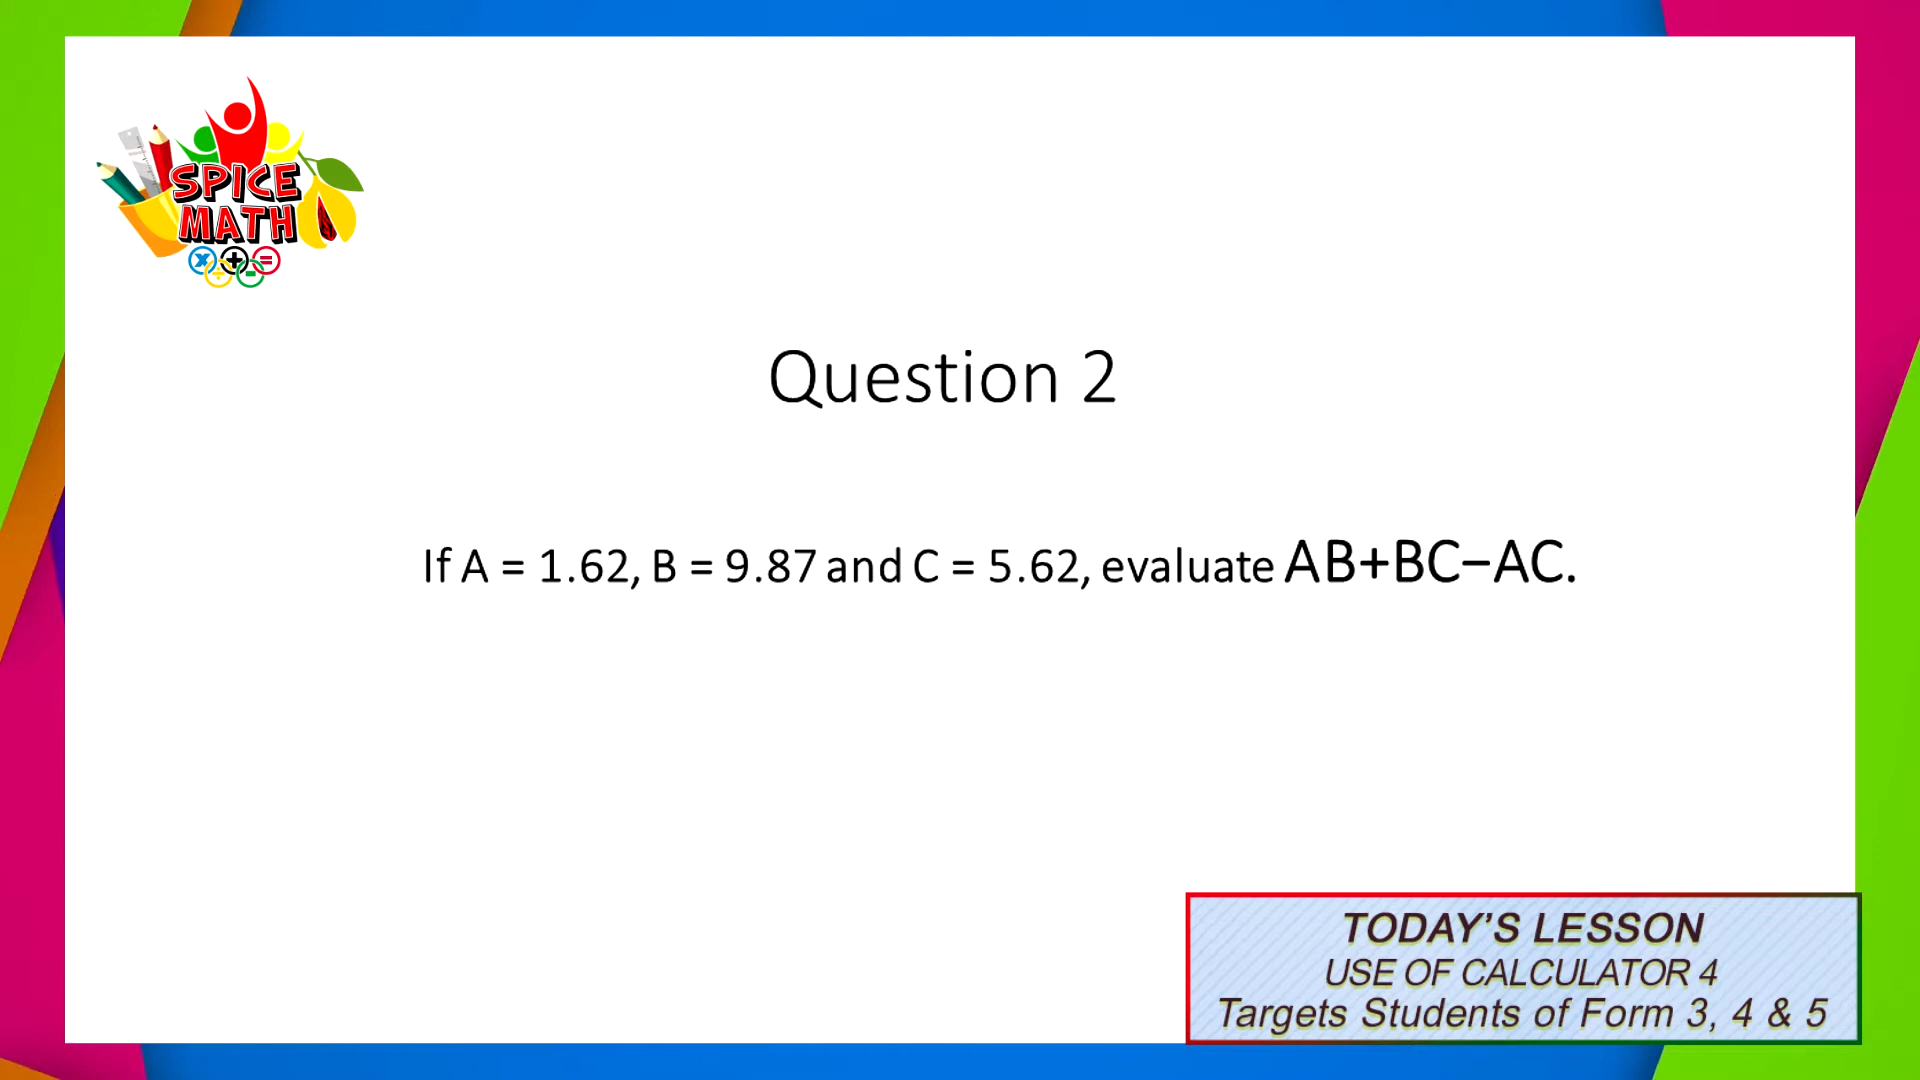 SPICE
MATH
Question 2
If A = 1.62, B = 9.87 and C = 5.62, evaluate AB+BC−AC.
TODAY'S LESSON
USE OF CALCULATOR 4
Targets Students of Form 3, 4 & 5